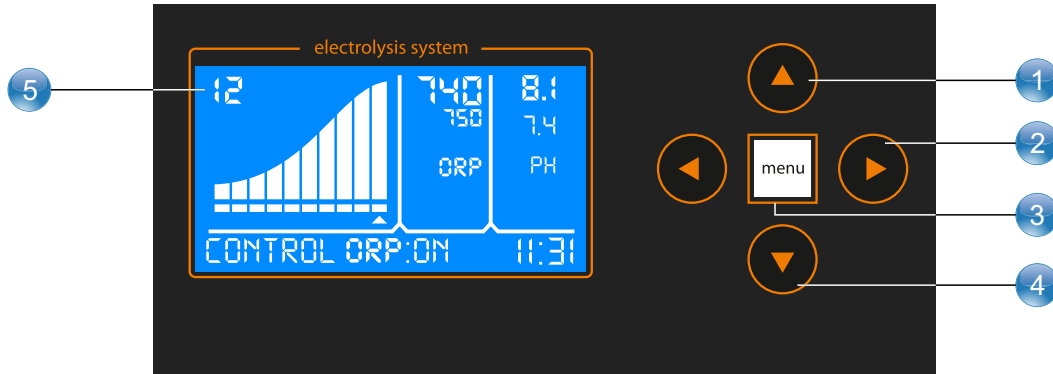 electrolysis system
12
740
750
ORP
8.1
7.4
PH
CONTROL ORP:ON 11:31
menu
1
2
3
4
5